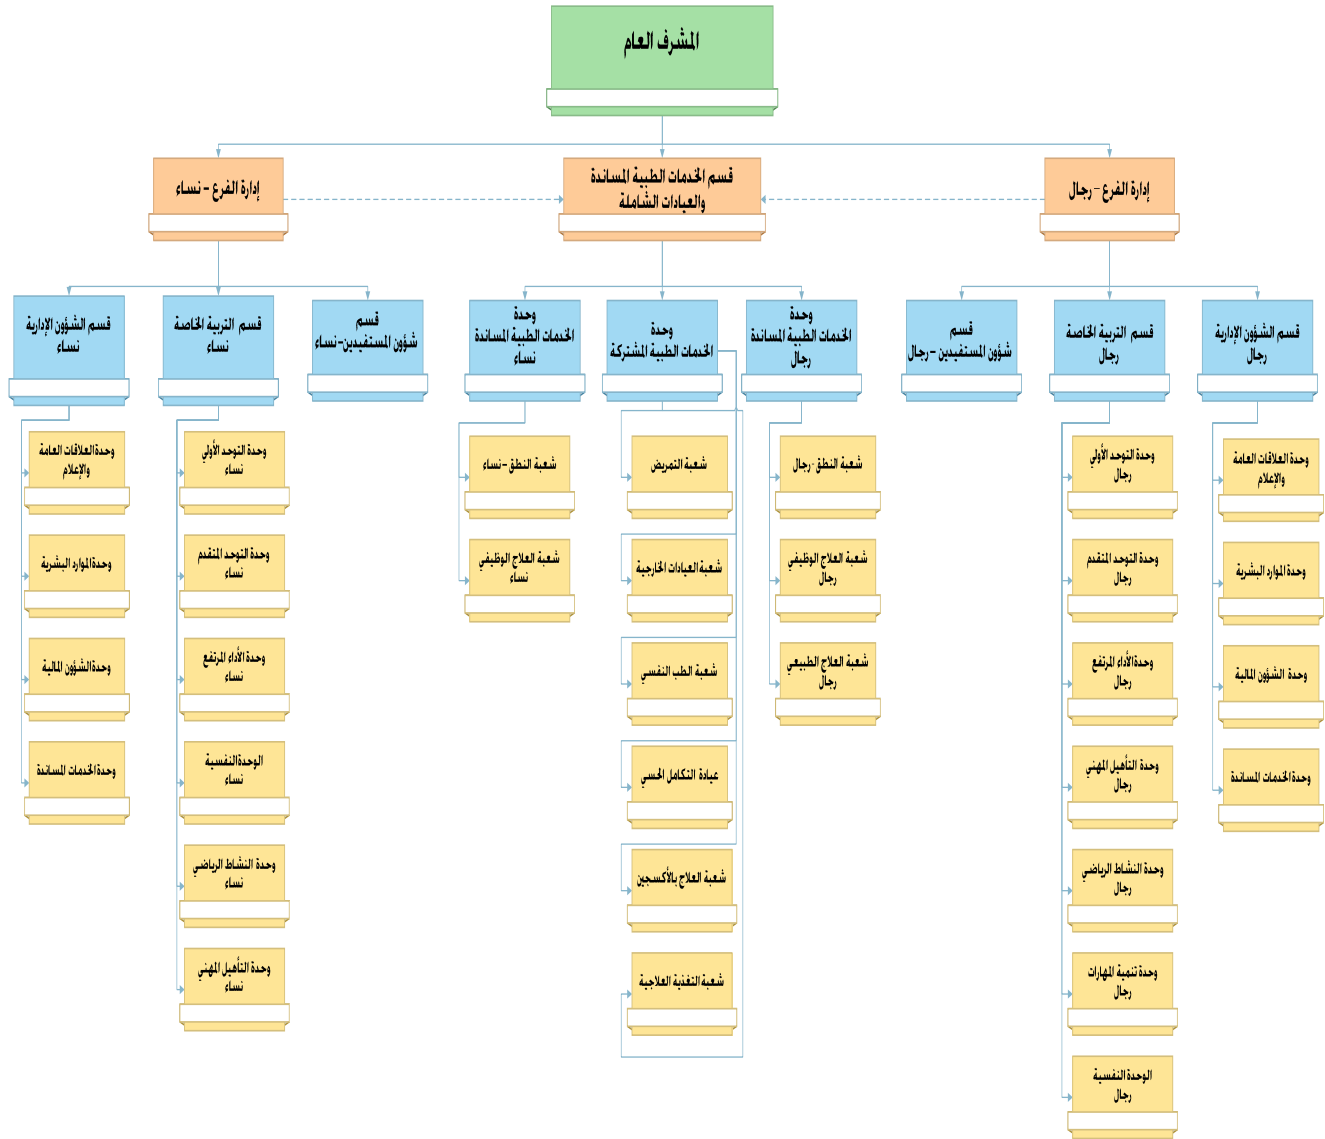 المشرف العام
إدارة الفرع - رجال
قسم الخدمات الطبية المساندة
والعيادات الشاملة
إدارة الفرع - نساء
قسم الشؤون الإدارية
رجال
قسم التربية الخاصة
رجال
قسم
شؤون المستفيدين - رجال
وحدة
الخدمات الطبية المساندة
رجال
وحدة
الخدمات الطبية المشتركة
وحدة
الخدمات الطبية المساندة
نساء
قسم
شؤون المستفيدين-نساء
قسم التربية الخاصة
نساء
قسم الشؤون الإدارية
نساء
وحدة العلاقات العامة
والإعلام
وحدة الموارد البشرية
وحدة الشؤون المالية
وحدة الخدمات المساندة
وحدة التوحد الأولي
رجال
وحدة التوحد المتقدم
رجال
وحدة الأداء المرتفع
رجال
وحدة التأهيل المهني
رجال
وحدة النشاط الرياضي
رجال
وحدة تنمية المهارات
رجال
الوحدة النفسية
رجال
شعبة النطق - رجال
شعبة العلاج الوظيفي
رجال
شعبة العلاج الطبيعي
رجال
شعبة التمريض
شعبة العيادات الخارجية
شعبة الطب النفسي
عيادة التكامل الحسي
شعبة العلاج بالأكسجين
شعبة التغذية العلاجية
شعبة النطق - نساء
شعبة العلاج الوظيفي
نساء
وحدة التوحد الأولي
نساء
وحدة التوحد المتقدم
نساء
وحدة الأداء المرتفع
نساء
الوحدة النفسية
نساء
وحدة النشاط الرياضي
نساء
وحدة التأهيل المهني
نساء
وحدة العلاقات العامة
والإعلام
وحدة الموارد البشرية
وحدة الشؤون المالية
وحدة الخدمات المساندة